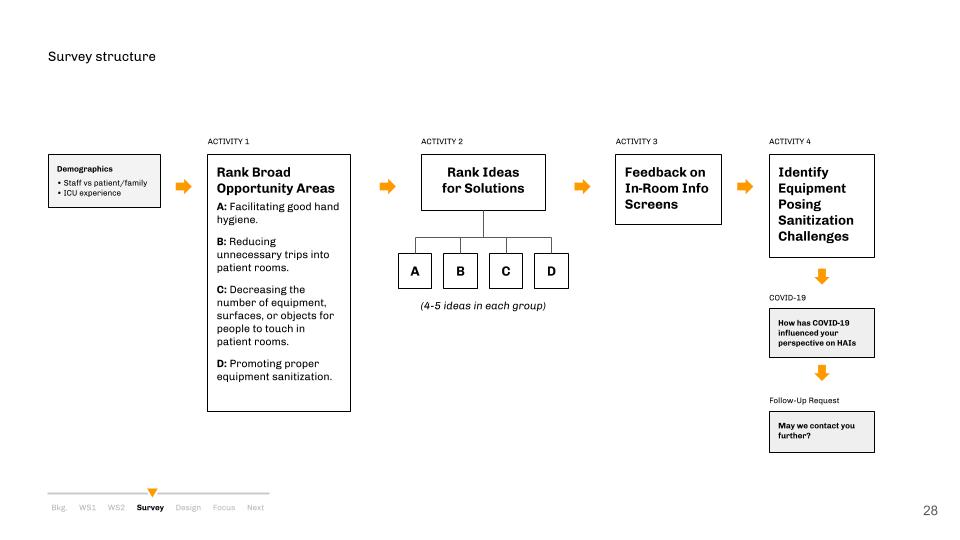 Survey structure
Demographics
• Staff vs patient/family
• ICU experience
ACTIVITY 1
Rank Broad
Opportunity Areas
A: Facilitating good hand
hygiene.
B: Reducing
unnecessary trips into
patient rooms.
C: Decreasing the
number of equipment,
surfaces, or objects for
people to touch in
patient rooms.
D: Promoting proper
equipment sanitization.
ACTIVITY 2
Rank Ideas
for Solutions
A B C D
(4-5 ideas in each group)
ACTIVITY 3
Feedback on
In-Room Info
Screens
ACTIVITY 4
Identify
Equipment
Posing
Sanitization
Challenges
COVID-19
How has COVID-19
influenced your
perspective on HAIs
Follow-Up Request
May we contact you
further?
Bkg. WS1 WS2 Survey Design Focus Next
28